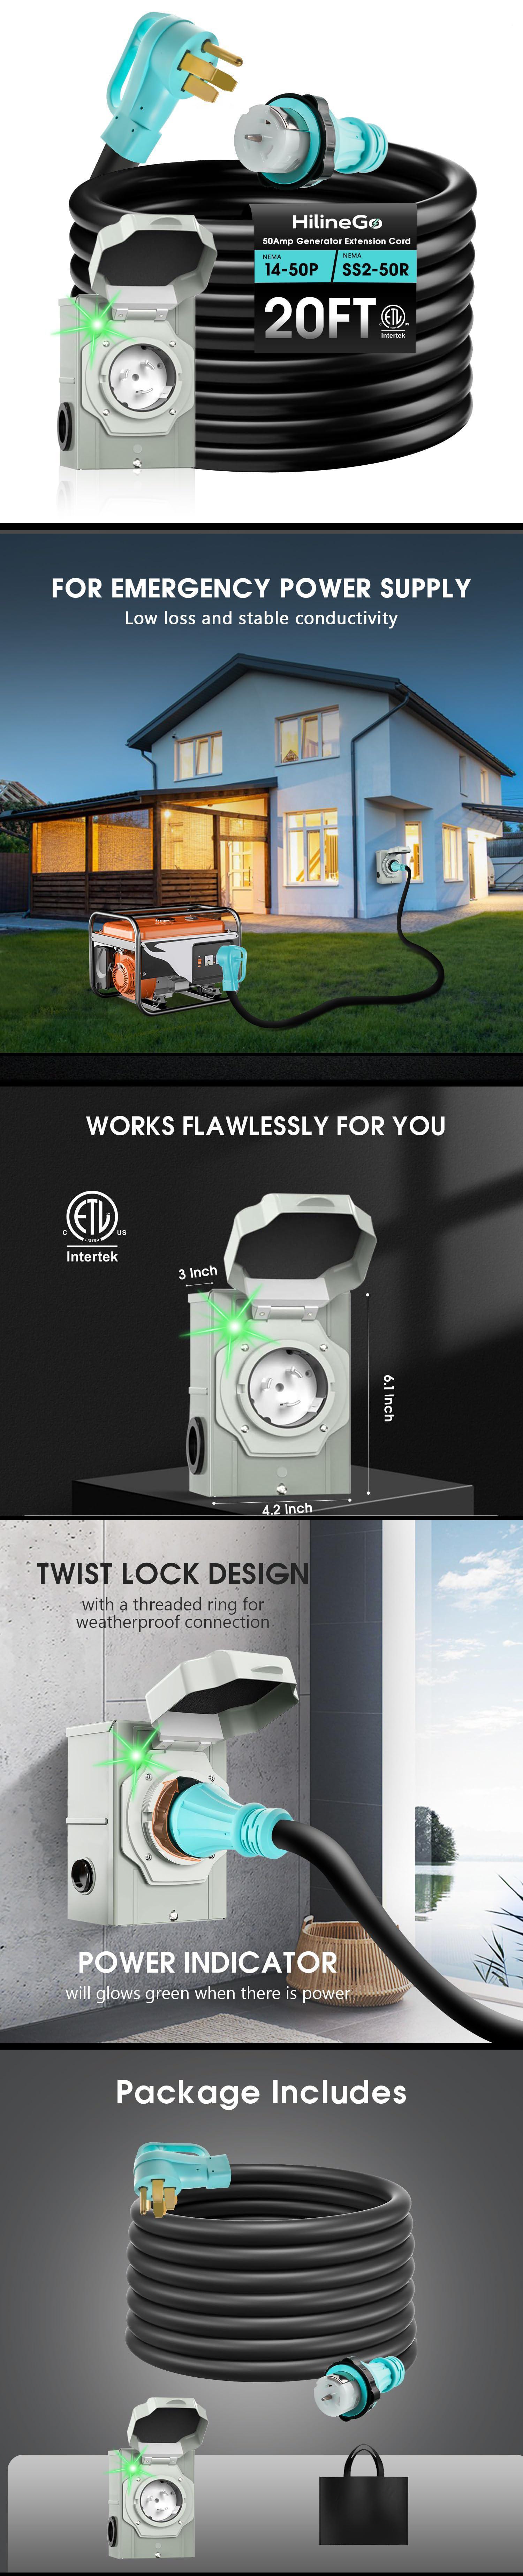 HilineGo
50Amp Generator Extension Cord
NEMA
14-50P
NEMA
SS2-50R
20FT
ETL
US
Intertek
FOR EMERGENCY POWER SUPPLY
Low loss and stable conductivity
WORKS FLAWLESSLY FOR YOU
ETL
LISTED
C
US
Intertek
3 Inch
6.1 Inch
4.2 Inch
TWIST LOCK DESIGN
with a threaded ring for
weatherproof connection
POWER INDICATOR
will glows green when there is power
Package Includes